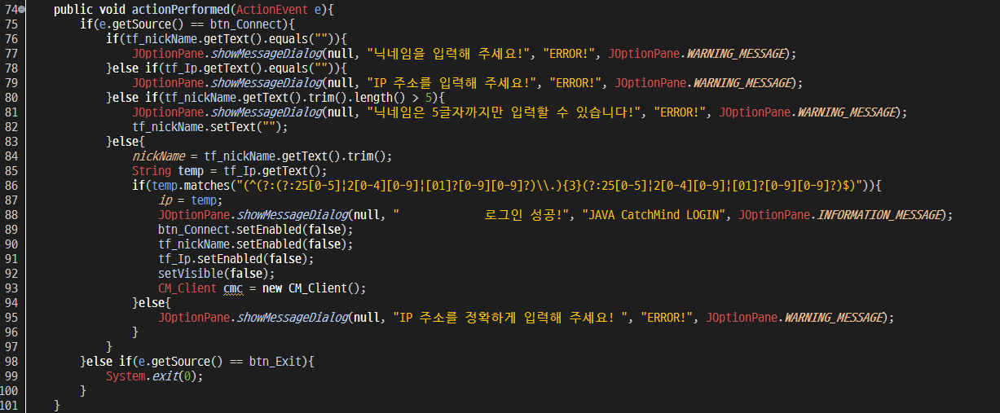 74 public void actionPerformed(ActionEvent e){
75 if(e.getSource() == btn_Connect){
76 if(tf_nickName.getText().equals("")){
77 JOptionPane.showMessageDialog(null, "닉네임을 입력해 주세요!", "ERROR!", JOptionPane.WARNING_MESSAGE);
78 }else if(tf_Ip.getText().equals("")){
79 JOptionPane.showMessageDialog(null, "IP 주소를 입력해 주세요!", "ERROR!", JOptionPane.WARNING_MESSAGE);
80 }else if(tf_nickName.getText().trim().length() > 5){
81 JOptionPane.showMessageDialog(null, "닉네임은 5글자까지만 입력할 수 있습니다!", "ERROR!", JOptionPane.WARNING_MESSAGE);
82 tf_nickName.setText("");
83 }else{
84 nickName = tf_nickName.getText().trim();
85 String temp = tf_Ip.getText();
86 if(temp.matches("(^(?:(?:25[0-5]¦2[0-4][0-9]¦[01]?[0-9][0-9]?)\\.){3}(?:25[0-5]¦2[0-4][0-9]¦[01]?[0-9][0-9]?)$)")){
87 ip = temp;
88 JOptionPane.showMessageDialog(null, "             로그인 성공!", "JAVA CatchMind LOGIN", JOptionPane.INFORMATION_MESSAGE);
89 btn_Connect.setEnabled(false);
90 tf_nickName.setEnabled(false);
91 tf_Ip.setEnabled(false);
92 setVisible(false);
93 CM_Client cmc = new CM_Client();
94 }else{
95 JOptionPane.showMessageDialog(null, "IP 주소를 정확하게 입력해 주세요! ", "ERROR!", JOptionPane.WARNING_MESSAGE);
96 }
97 }
98 }else if(e.getSource() == btn_Exit){
99 System.exit(0);
100 }
101 }